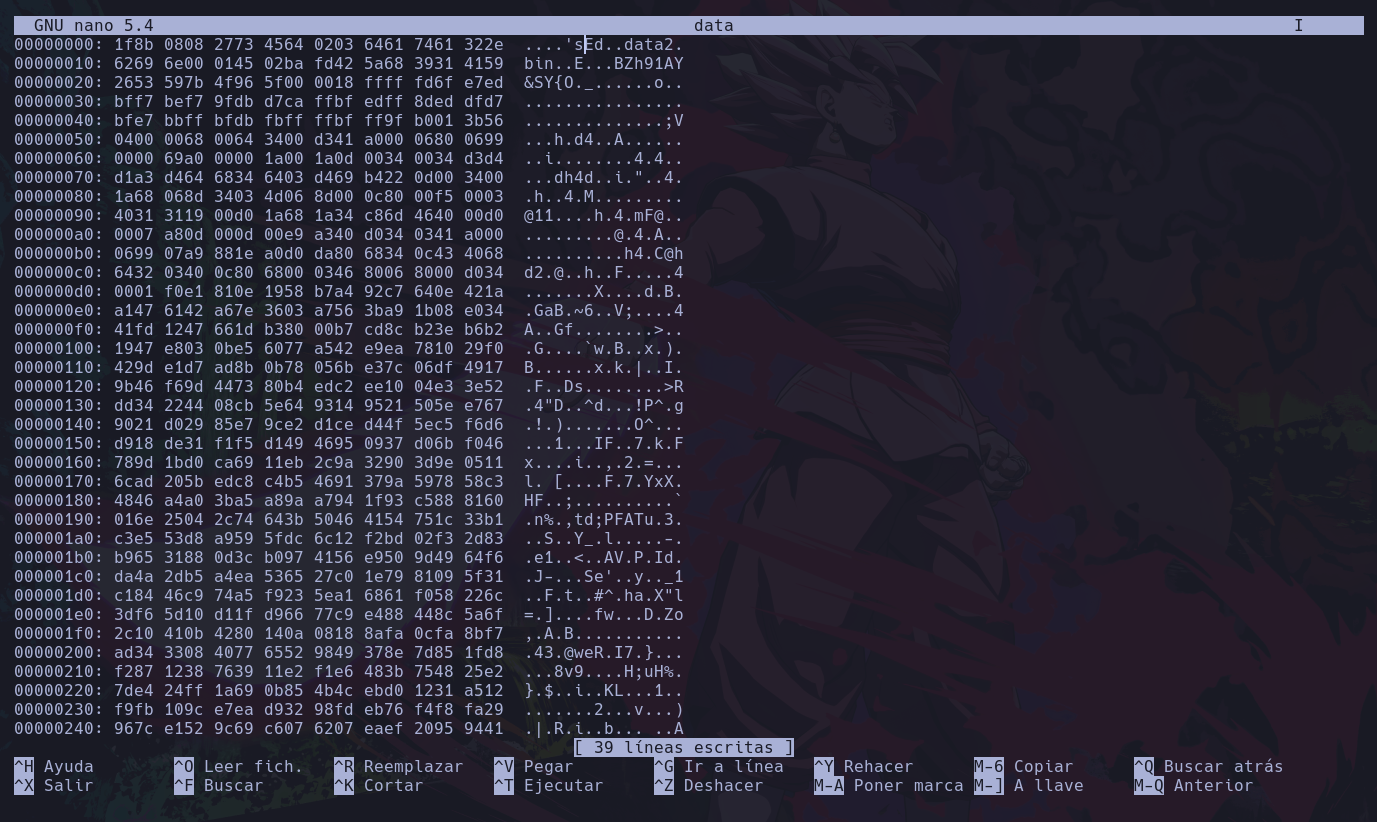 GNU nano 5.4 data I
00000000: 1f8b 0808 2773 4564 0203 6461 7461 322e ....'sEd..data2.
00000010: 6269 6e00 0145 02ba fd42 5a68 3931 4159 bin..E...BZh91AY
00000020: 2653 597b 4f96 5f00 0018 ffff fd6f e7ed &SY{O._......o..
00000030: bff7 bef7 9fdb d7ca ffbf edff 8ded dfd7 ................
00000040: bfe7 bbff bfdb fbff ffbf ff9f b001 3b56 ..............;V
00000050: 0400 0068 0064 3400 d341 a000 0680 0699 ...h.d4..A......
00000060: 0000 69a0 0000 1a00 1a0d 0034 0034 d3d4 ..i........4.4..
00000070: d1a3 d464 6834 6403 d469 b422 0d00 3400 ...dh4d..i."..4.
00000080: 1a68 068d 3403 4d06 8d00 0c80 00f5 0003 .h..4.M.........
00000090: 4031 3119 00d0 1a68 1a34 c86d 4640 00d0 @11....h.4.mF@..
000000a0: 0007 a80d 000d 00e9 a340 d034 0341 a000 .........@.4.A..
000000b0: 0699 07a9 881e a0d0 da80 6834 0c43 4068 ..........h4.C@h
000000c0: 6432 0340 0c80 6800 0346 8006 8000 d034 d2.@..h..F.....4
000000d0: 0001 f0e1 810e 1958 b7a4 92c7 640e 421a .......X....d.B.
000000e0: a147 6142 a67e 3603 a756 3ba9 1b08 e034 .GaB.~6..V;....4
000000f0: 41fd 1247 661d b380 00b7 cd8c b23e b6b2 A..Gf........>..
00000100: 1947 e803 0be5 6077 a542 e9ea 7810 29f0 .G....`w.B..x.).
00000110: 429d e1d7 ad8b 0b78 056b e37c 06df 4917 B......x.k.|..I.
00000120: 9b46 f69d 4473 80b4 edc2 ee10 04e3 3e52 .F..Ds........>R
00000130: dd34 2244 08cb 5e64 9314 9521 505e e767 .4"D..^d...!P^.g
00000140: 9021 d029 85e7 9ce2 d1ce d44f 5ec5 f6d6 .!.).......O^...
00000150: d918 de31 f1f5 d149 4695 0937 d06b f046 ...1...IF..7.k.F
00000160: 789d 1bd0 ca69 11eb 2c9a 3290 3d9e 0511 x....i..,.2.=...
00000170: 6cad 205b edc8 c4b5 4691 379a 5978 58c3 l. [....F.7.YxX.
00000180: 4846 a4a0 3ba5 a89a a794 1f93 c588 8160 HF..;..........`
00000190: 016e 2504 2c74 643b 5046 4154 751c 33b1 .n%.,td;PFATu.3.
000001a0: c3e5 53d8 a959 5fdc 6c12 f2bd 02f3 2d83 ..S..Y_.l.....-.
000001b0: b965 3188 0d3c b097 4156 e950 9d49 64f6 .e1..<..AV.P.Id.
000001c0: da4a 2db5 a4ea 5365 27c0 1e79 8109 5f31 .J-...Se'..y.._1
000001d0: c184 46c9 74a5 f923 5ea1 6861 f058 226c ..F.t..#^.ha.X"l
000001e0: 3df6 5d10 d11f d966 77c9 e488 448c 5a6f =.]....fw...D.Zo
000001f0: 2c10 410b 4280 140a 0818 8afa 0cfa 8bf7 ,.A.B...........
00000200: ad34 3308 4077 6552 9849 378e 7d85 1fd8 .43.@weR.I7.}...
00000210: f287 1238 7639 11e2 f1e6 483b 7548 25e2 ...8v9....H;uH%.
00000220: 7de4 24ff 1a69 0b85 4b4c ebd0 1231 a512 }.$..i..KL...1..
00000230: f9fb 109c e7ea d932 98fd eb76 f4f8 fa29 .......2...v...)
00000240: 967c e152 9c69 c607 6207 eaef 2095 9441 .|.R.i..b... ..A
[ 39 líneas escritas ]
^H Ayuda ^O Leer fich. ^R Reemplazar ^V Pegar ^G Ir a línea ^Y Rehacer M-6 Copiar ^Q Buscar atrás
^X Salir ^F Buscar ^K Cortar ^T Ejecutar ^Z Deshacer M-A Poner marca M-] A llave M-Q Anterior